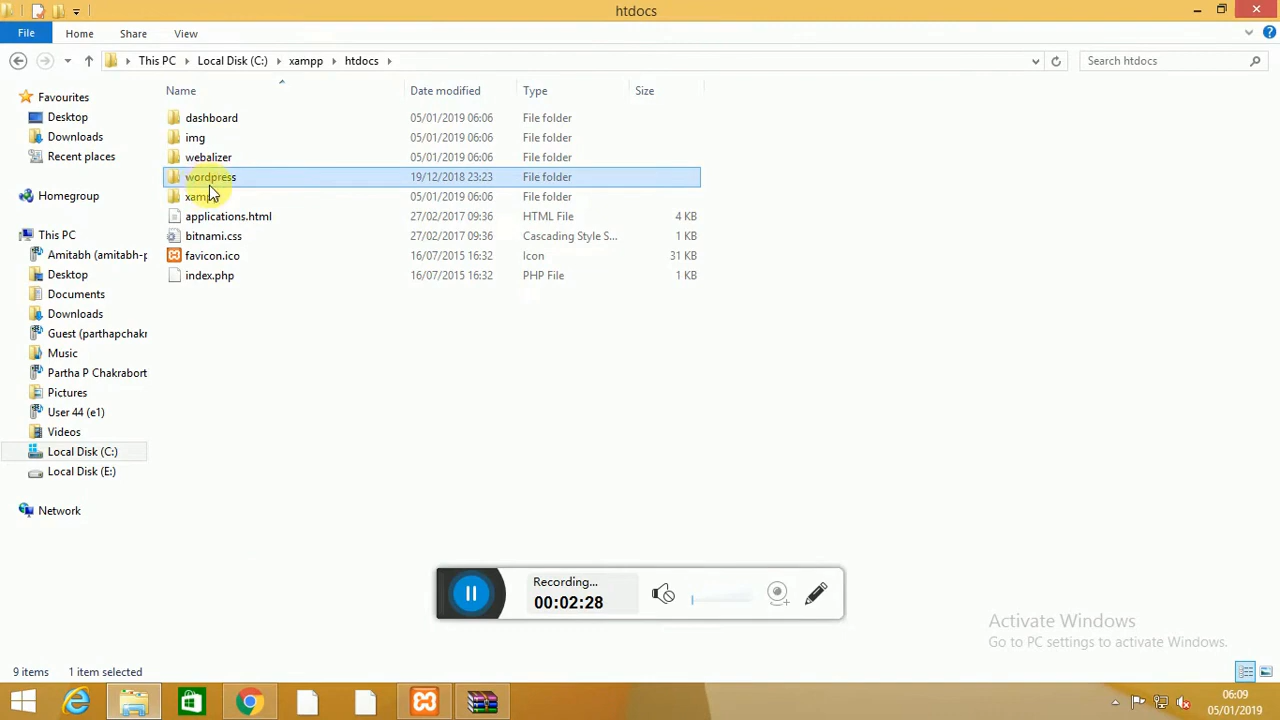 htdocs
File Home Share View
This PC Local Disk (C:) xampp htdocs Search htdocs
Name Date modified Type Size
Favourites
Desktop
Downloads
Recent places
Homegroup
This PC
Amitabh (amitabh-p
Desktop
Documents
Downloads
Guest (parthapchakr
Music
Partha P Chakrabort
Pictures
User 44 (e1)
Videos
Local Disk (C:)
Local Disk (E:)
Network
dashboard 05/01/2019 06:06 File folder
img 05/01/2019 06:06 File folder
webalizer 05/01/2019 06:06 File folder
wordpress 19/12/2018 23:23 File folder
05/01/2019 06:06 File folder
applications.html 27/02/2017 09:36 HTML File 4 KB
bitnami.css 27/02/2017 09:36 Cascading Style S... 1 KB
favicon.ico 16/07/2015 16:32 Icon 31 KB
index.php 16/07/2015 16:32 PHP File 1 KB
Recording...
00:02:28
Activate Windows
Go to PC settings to activate Windows.
9 items 1 item selected
06:09
05/01/2019